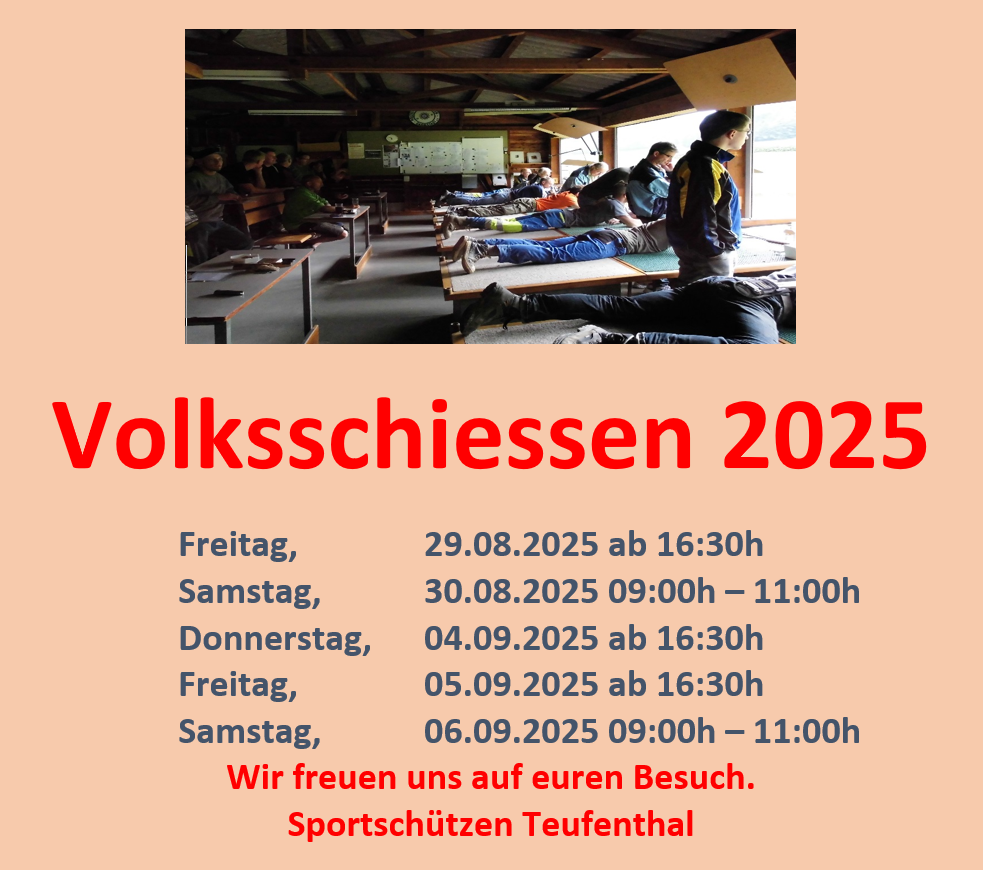 Volksschiessen 2025
Freitag, 29.08.2025 ab 16:30h
Samstag, 30.08.2025 09:00h – 11:00h
Donnerstag, 04.09.2025 ab 16:30h
Freitag, 05.09.2025 ab 16:30h
Samstag, 06.09.2025 09:00h – 11:00h
Wir freuen uns auf euren Besuch.
Sportschützen Teufenthal